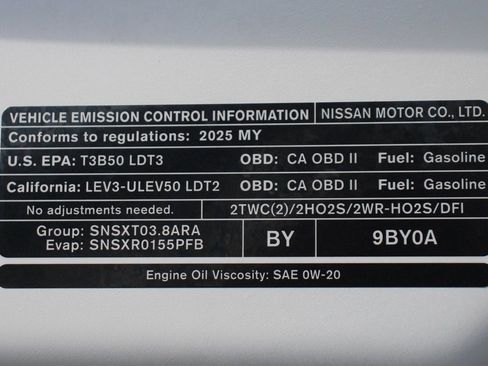 VEHICLE EMISSION CONTROL INFORMATION NISSAN MOTOR CO., LTD.
Conforms to regulations: 2025 MY
U.S. EPA: T3B50 LDT3 OBD: CA OBD II Fuel: Gasoline
California: LEV3-ULEV50 LDT2 OBD: CA OBD II Fuel: Gasoline
No adjustments needed. 2TWC(2)/2HO2S/2WR-HO2S/DFI
Group: SNSXT03.8ARA
Evap: SNSXR0155PFB
BY 9BY0A
Engine Oil Viscosity: SAE 0W-20